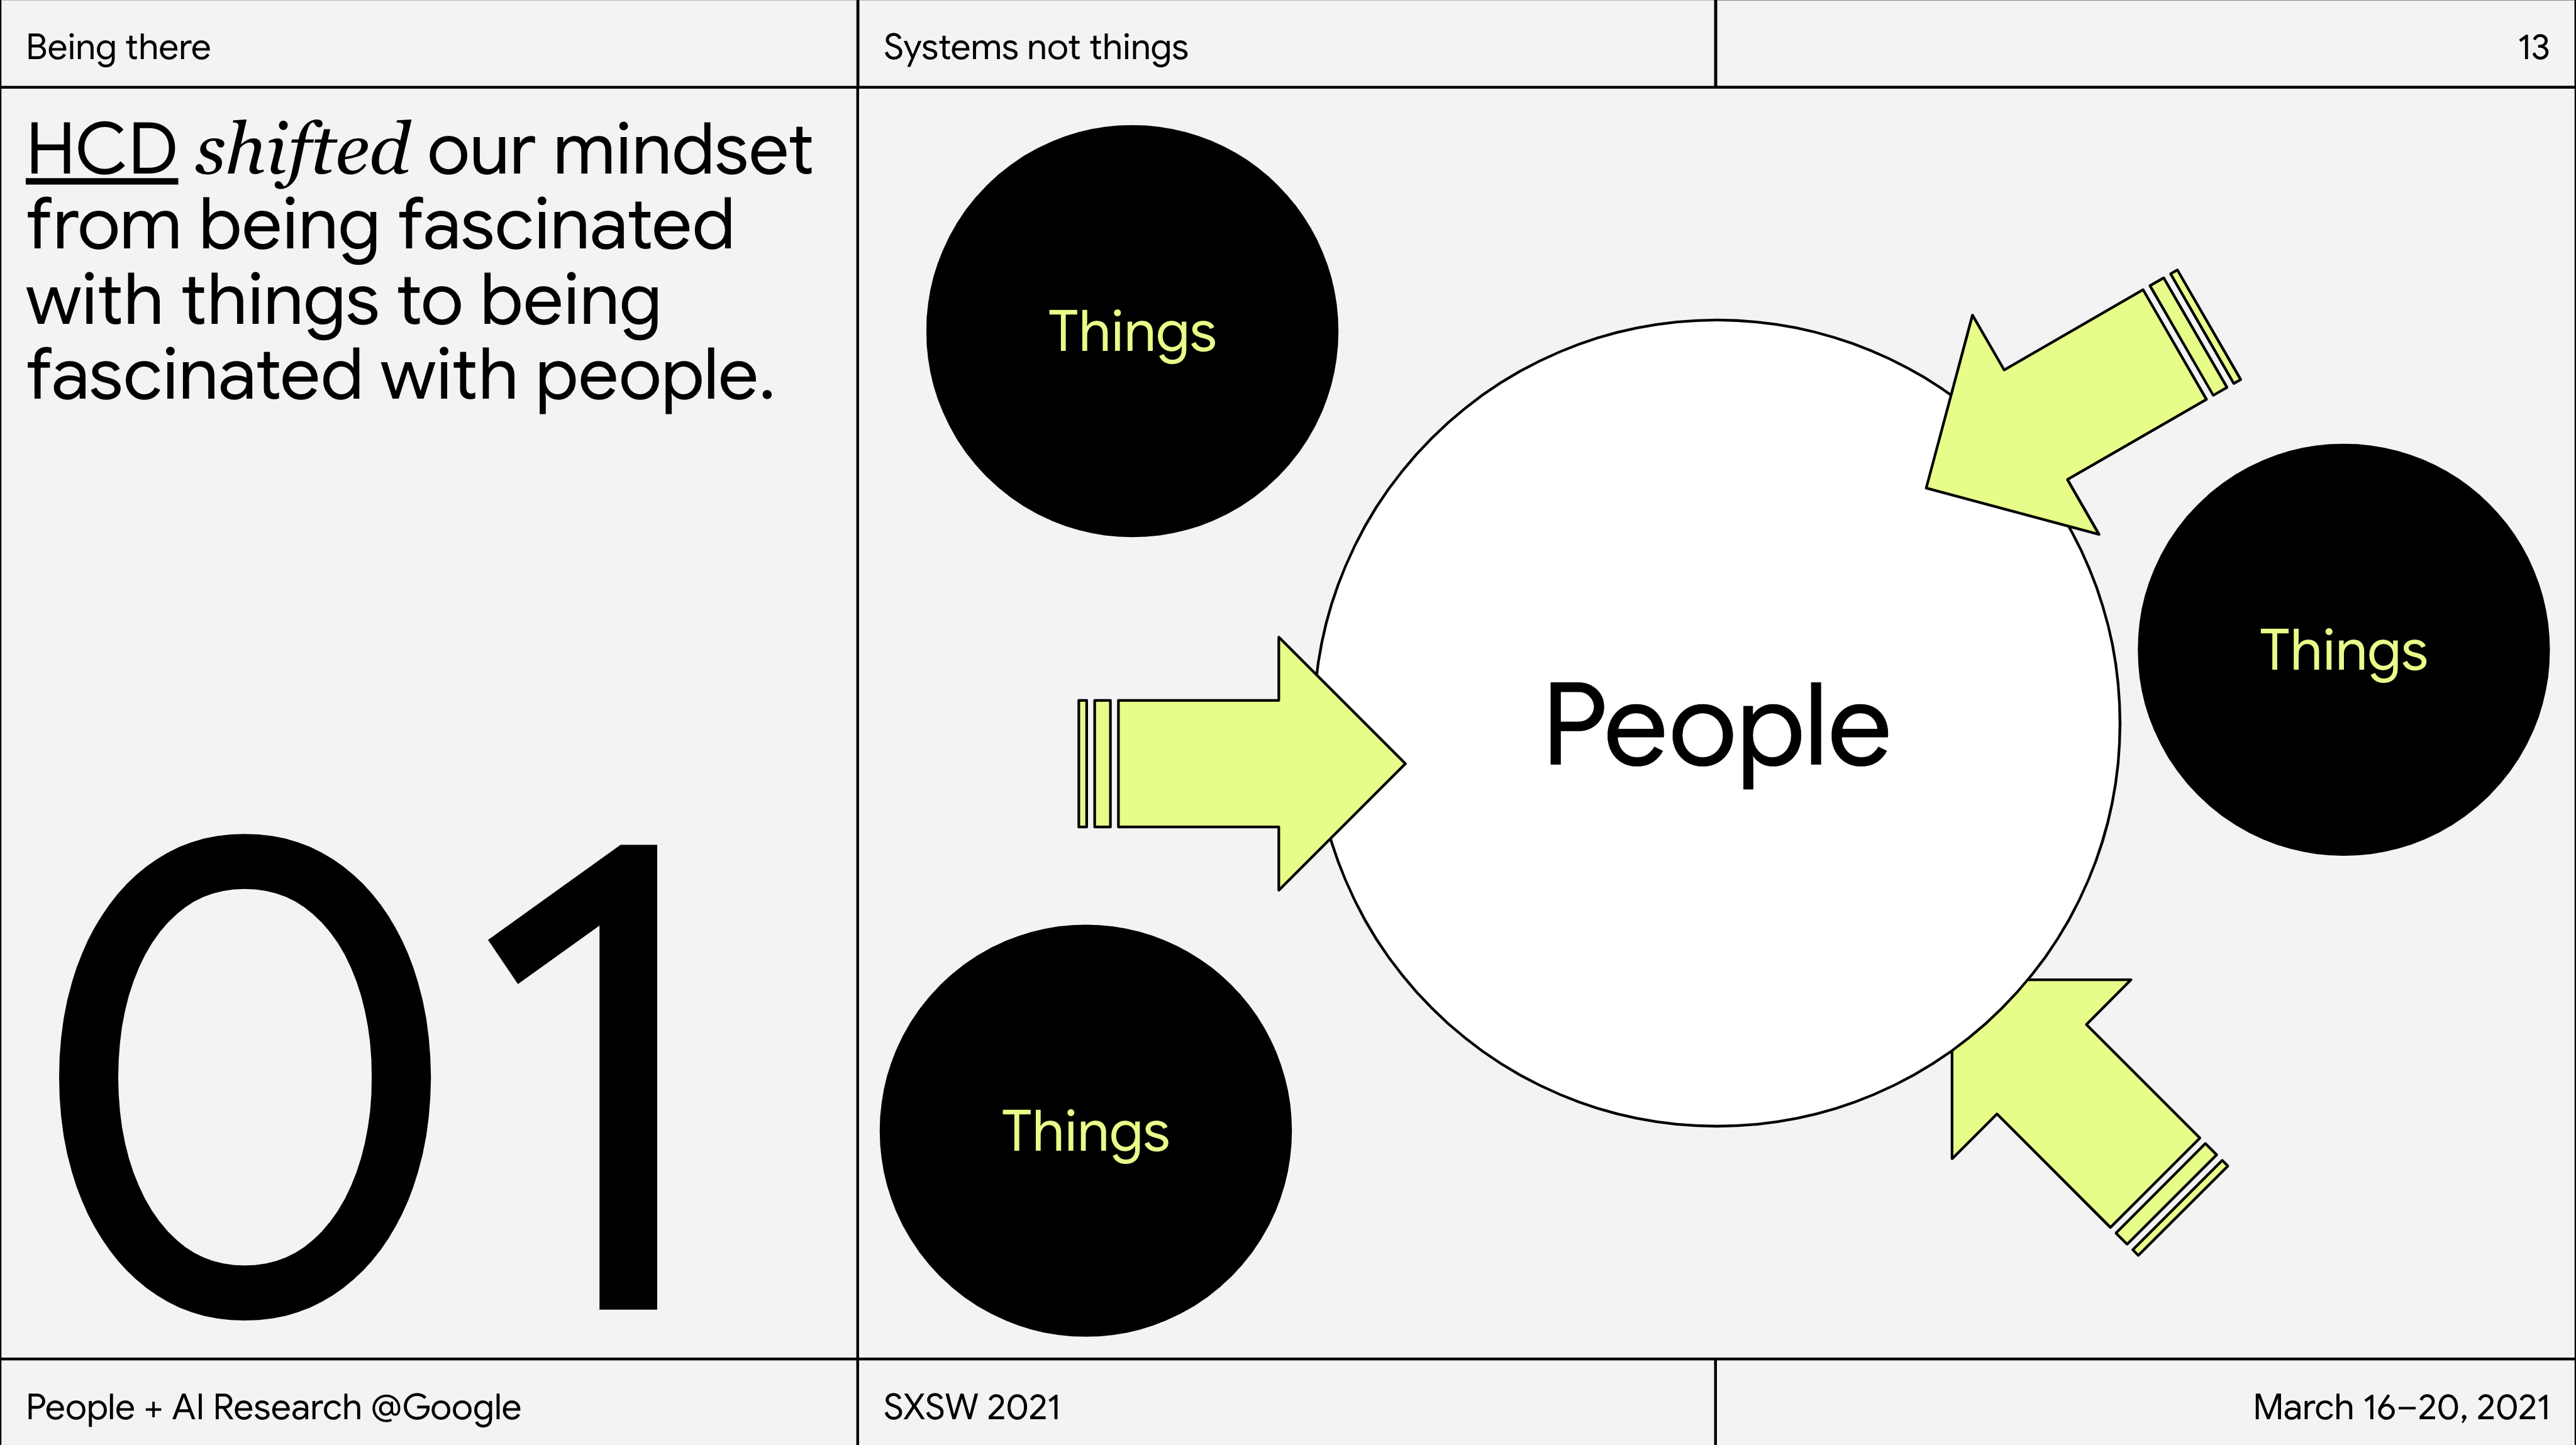 Being there
Systems not things
13
HCD shifted our mindset
from being fascinated
with things to being
fascinated with people.
01
Things
Things
People
Things
People + AI Research @Google
SXSW 2021
March 16–20, 2021